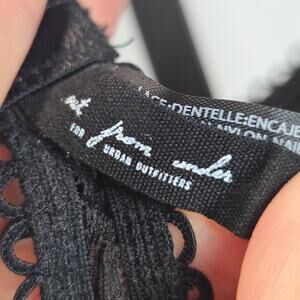 LACE:DENTELLE:ENCAJE
NYLON
out from under
FOR URBAN OUTFITTERS